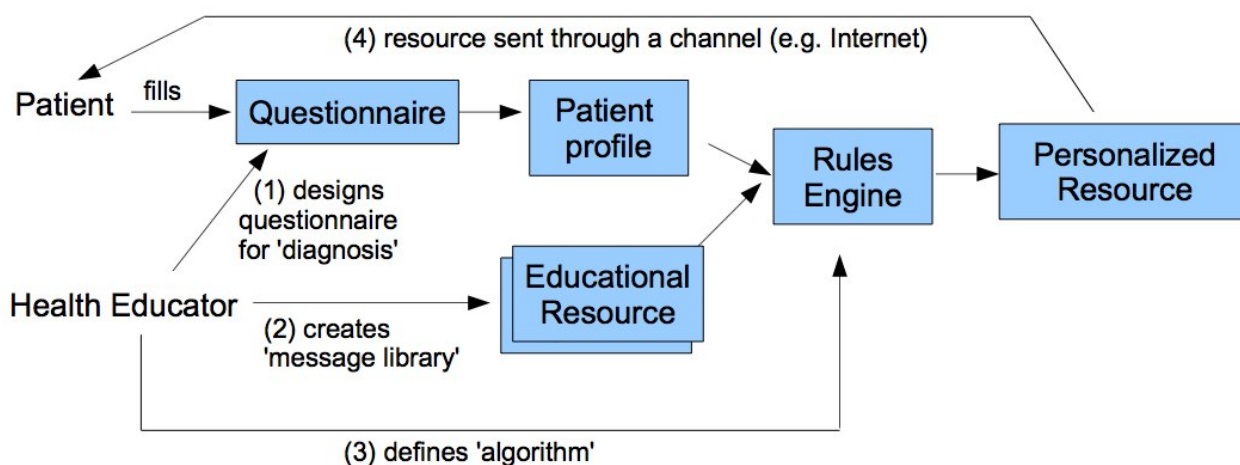 (4) resource sent through a channel (e.g. Internet)
Patient
fills
Questionnaire
Patient
profile
Rules
Engine
Personalized
Resource
(1) designs
questionnaire
for 'diagnosis'
Health Educator
(2) creates
'message library'
Educational
Resource
(3) defines 'algorithm'